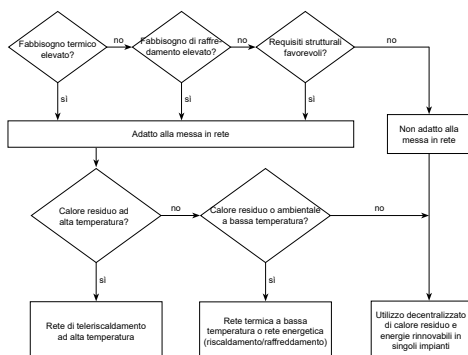 Fabbisogno termico
elevato?
no
Fabbisogno di raffre-
damento elevato?
no
Requisiti strutturali
favorevoli?
no
sì
sì
sì
Adatto alla messa in rete
Non adatto alla
messa in rete
Calore residuo ad
alta temperatura?
no
Calore residuo o ambientale
a bassa temperatura?
no
sì
sì
Rete di teleriscaldamento
ad alta temperatura
Rete termica a bassa
temperatura o rete energetica
(riscaldamento/raffreddamento)
Utilizzo decentralizzato
di calore residuo e
energie rinnovabili in
singoli impianti